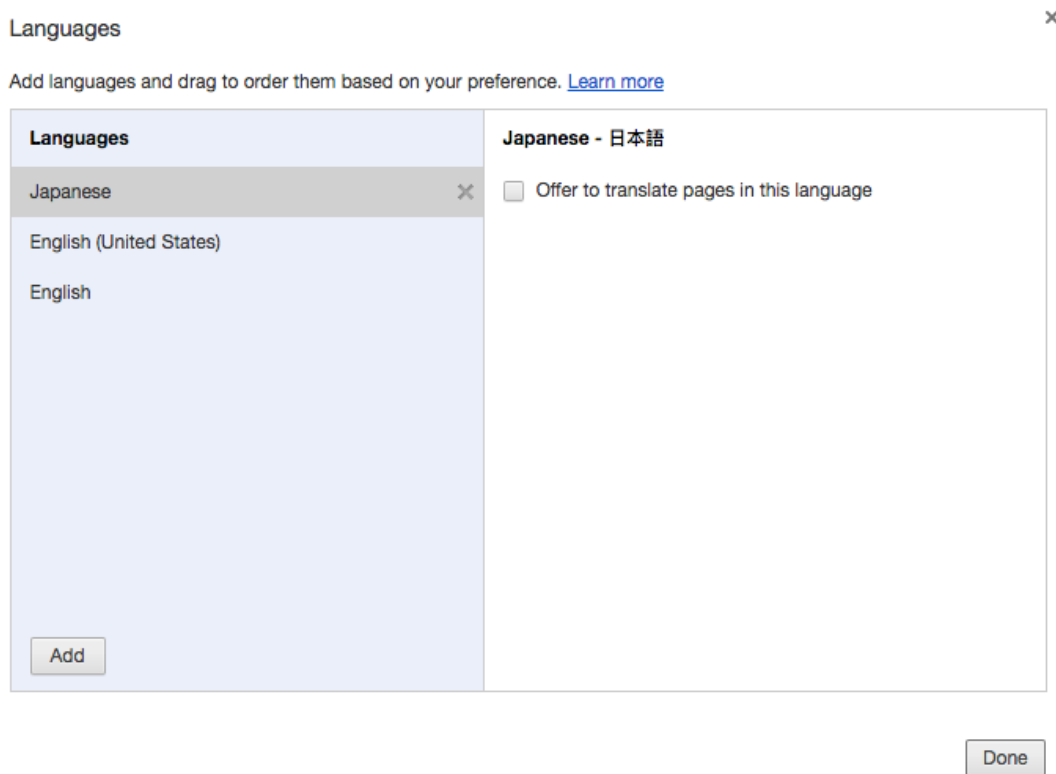 Languages
Add languages and drag to order them based on your preference. Learn more
Languages
Japanese
English (United States)
English
Add
Japanese - 日本語
Offer to translate pages in this language
Done